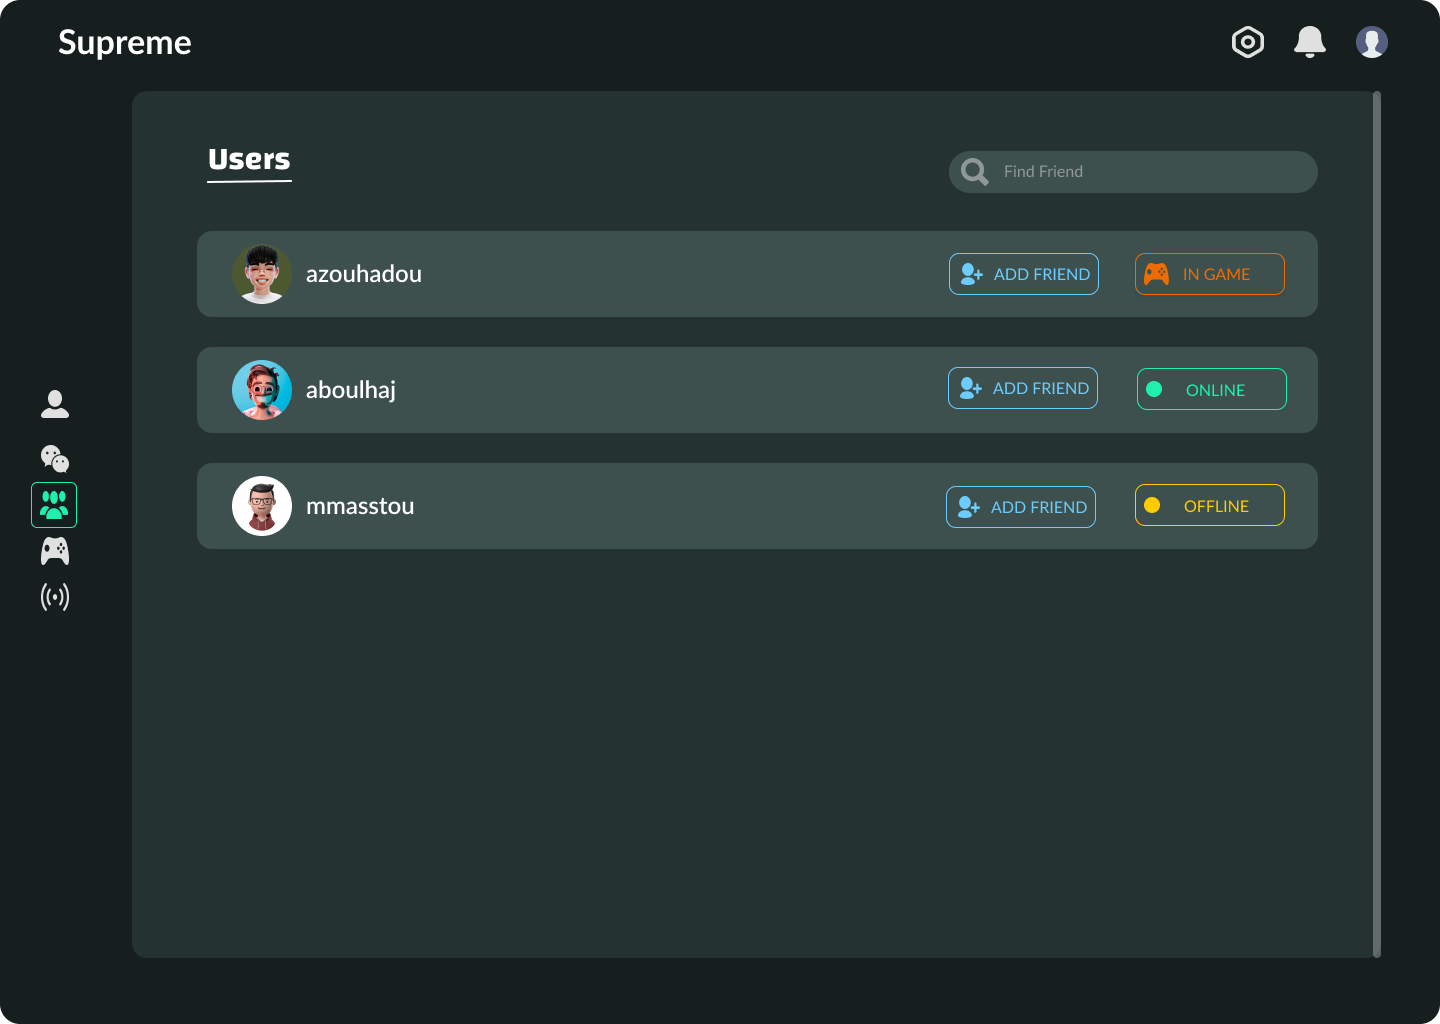 Supreme
Users
Find Friend
azouhadou
ADD FRIEND
IN GAME
aboulhaj
ADD FRIEND
ONLINE
mmasstou
ADD FRIEND
OFFLINE